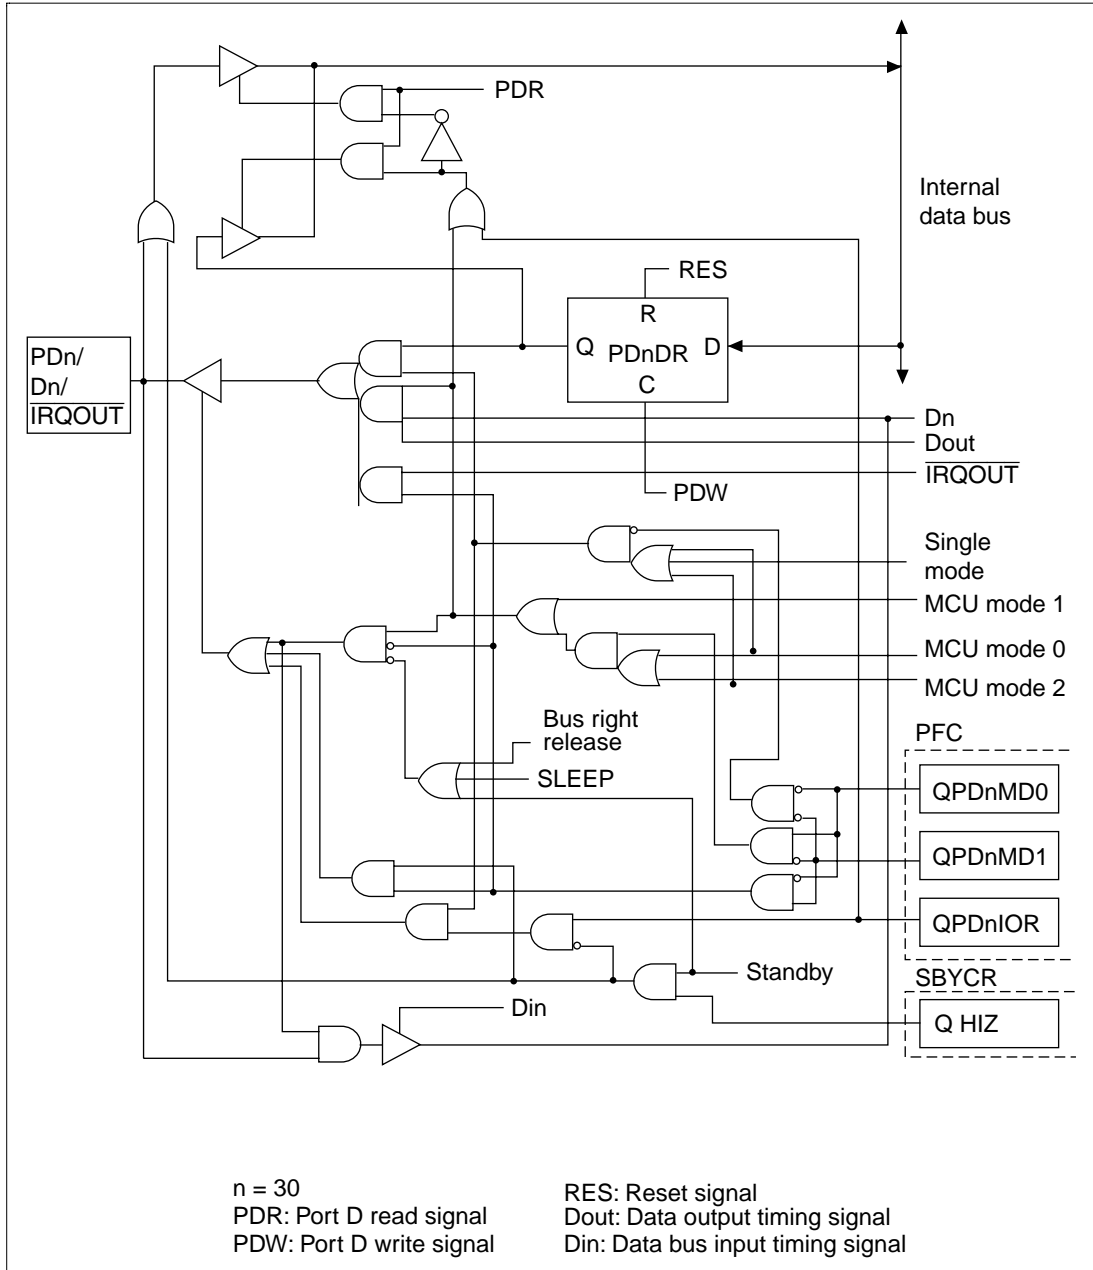 PDR
Internal
data bus
RES
R
Q PDnDR D
C
PDn/
Dn/
IRQOUT
Dn
Dout
IRQOUT
PDW
Single
mode
MCU mode 1
MCU mode 0
MCU mode 2
Bus right
release
SLEEP
PFC
QPDnMD0
QPDnMD1
QPDnIOR
Standby
SBYCR
Q HIZ
Din
n = 30
PDR: Port D read signal
PDW: Port D write signal
RES: Reset signal
Dout: Data output timing signal
Din: Data bus input timing signal